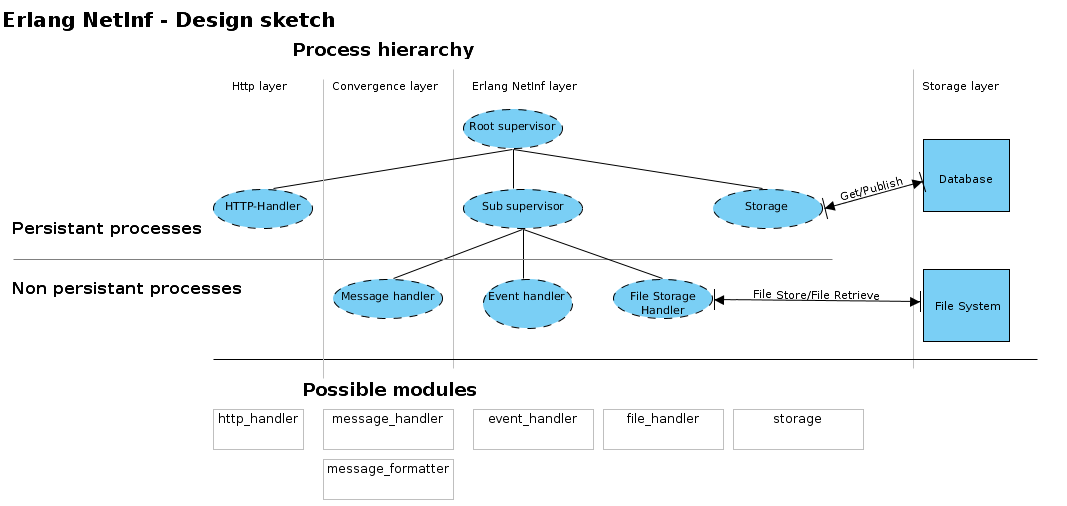 Erlang NetInf - Design sketch
Process hierarchy
Http layer
Convergence layer
Erlang NetInf layer
Storage layer
Root supervisor
HTTP-Handler
Sub supervisor
Storage
Get/Publish
Database
Persistant processes
Non persistant processes
Message handler
Event handler
File Storage
Handler
File Store/File Retrieve
File System
Possible modules
http_handler
message_handler
event_handler
file_handler
storage
message_formatter